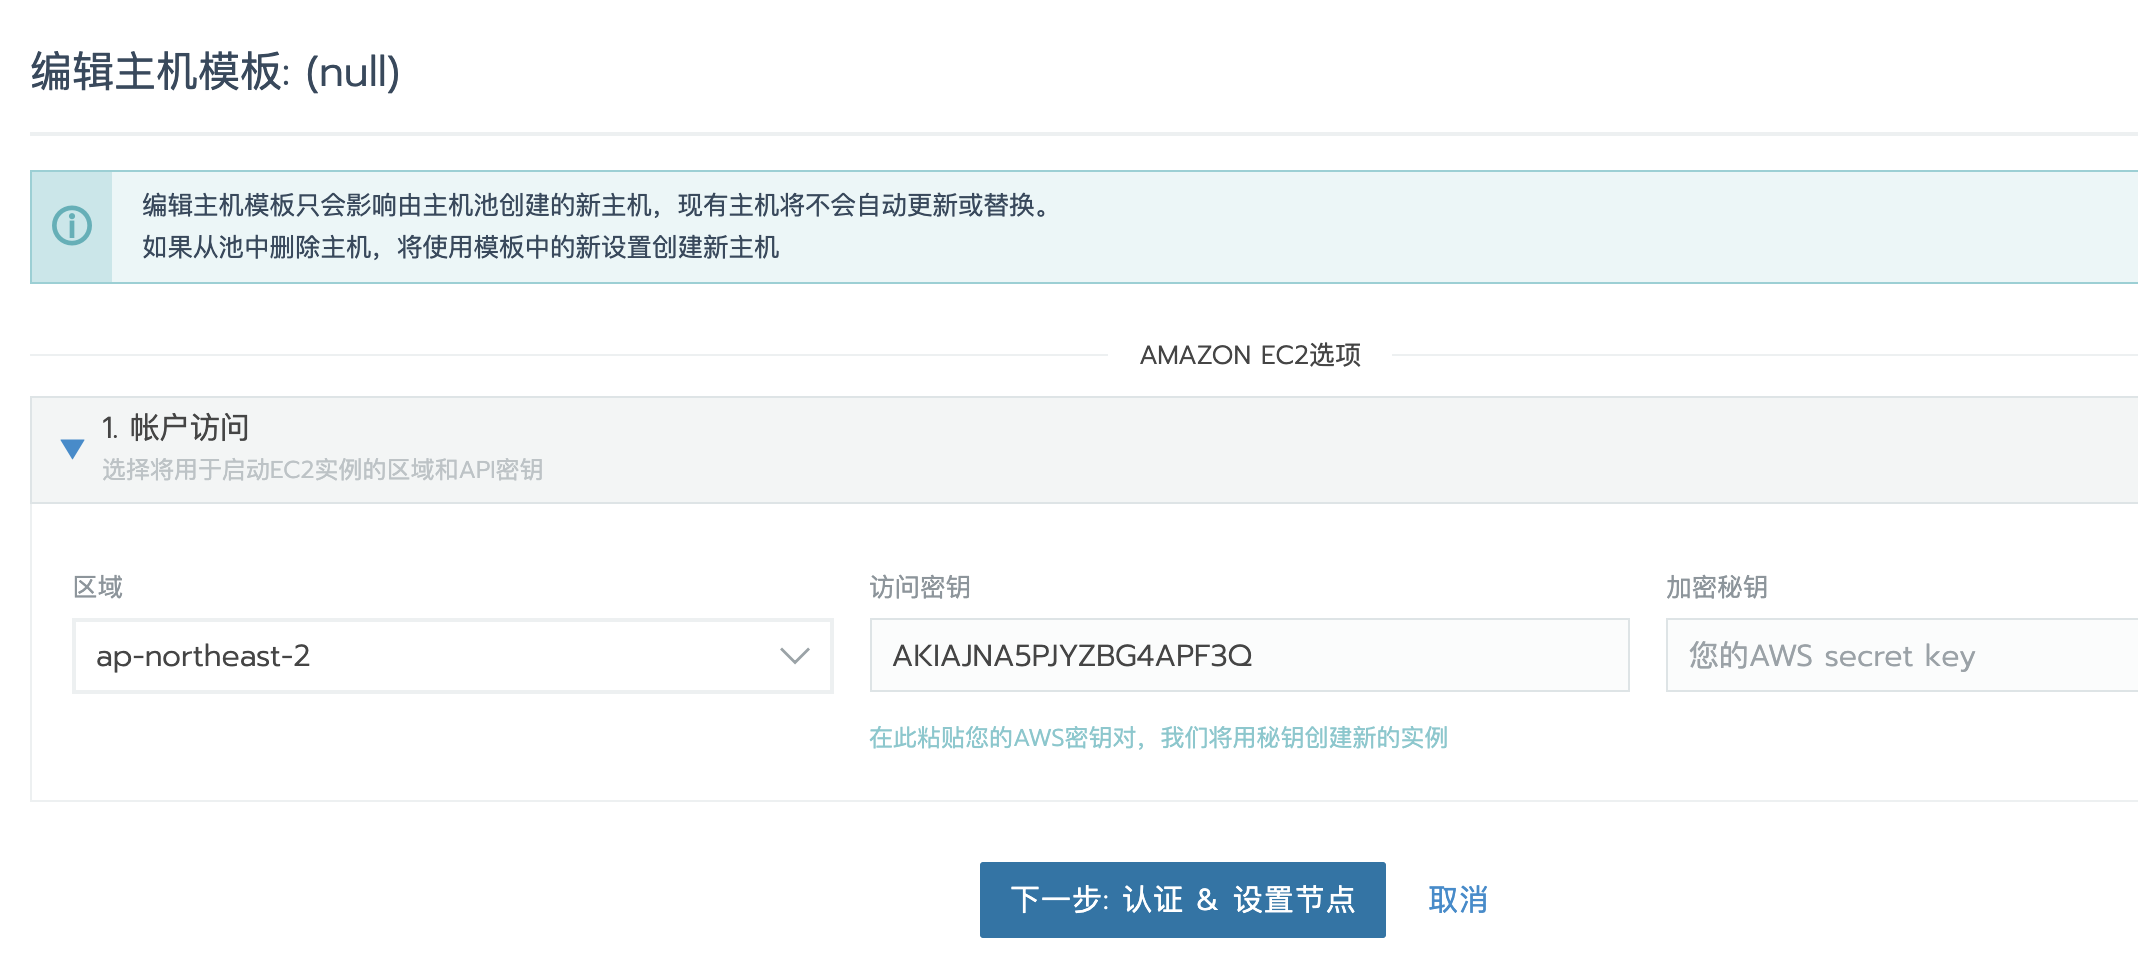 编辑主机模板: (null)
编辑主机模板只会影响由主机池创建的新主机，现有主机将不会自动更新或替换。
如果从池中删除主机，将使用模板中的新设置创建新主机
AMAZON EC2选项
1. 帐户访问
选择将用于启动EC2实例的区域和API密钥
区域
访问密钥
加密秘钥
ap-northeast-2
AKIAJNA5PJYZBG4APF3Q
您的AWS secret key
在此粘贴您的AWS密钥对，我们将用秘钥创建新的实例
下一步: 认证 & 设置节点
取消